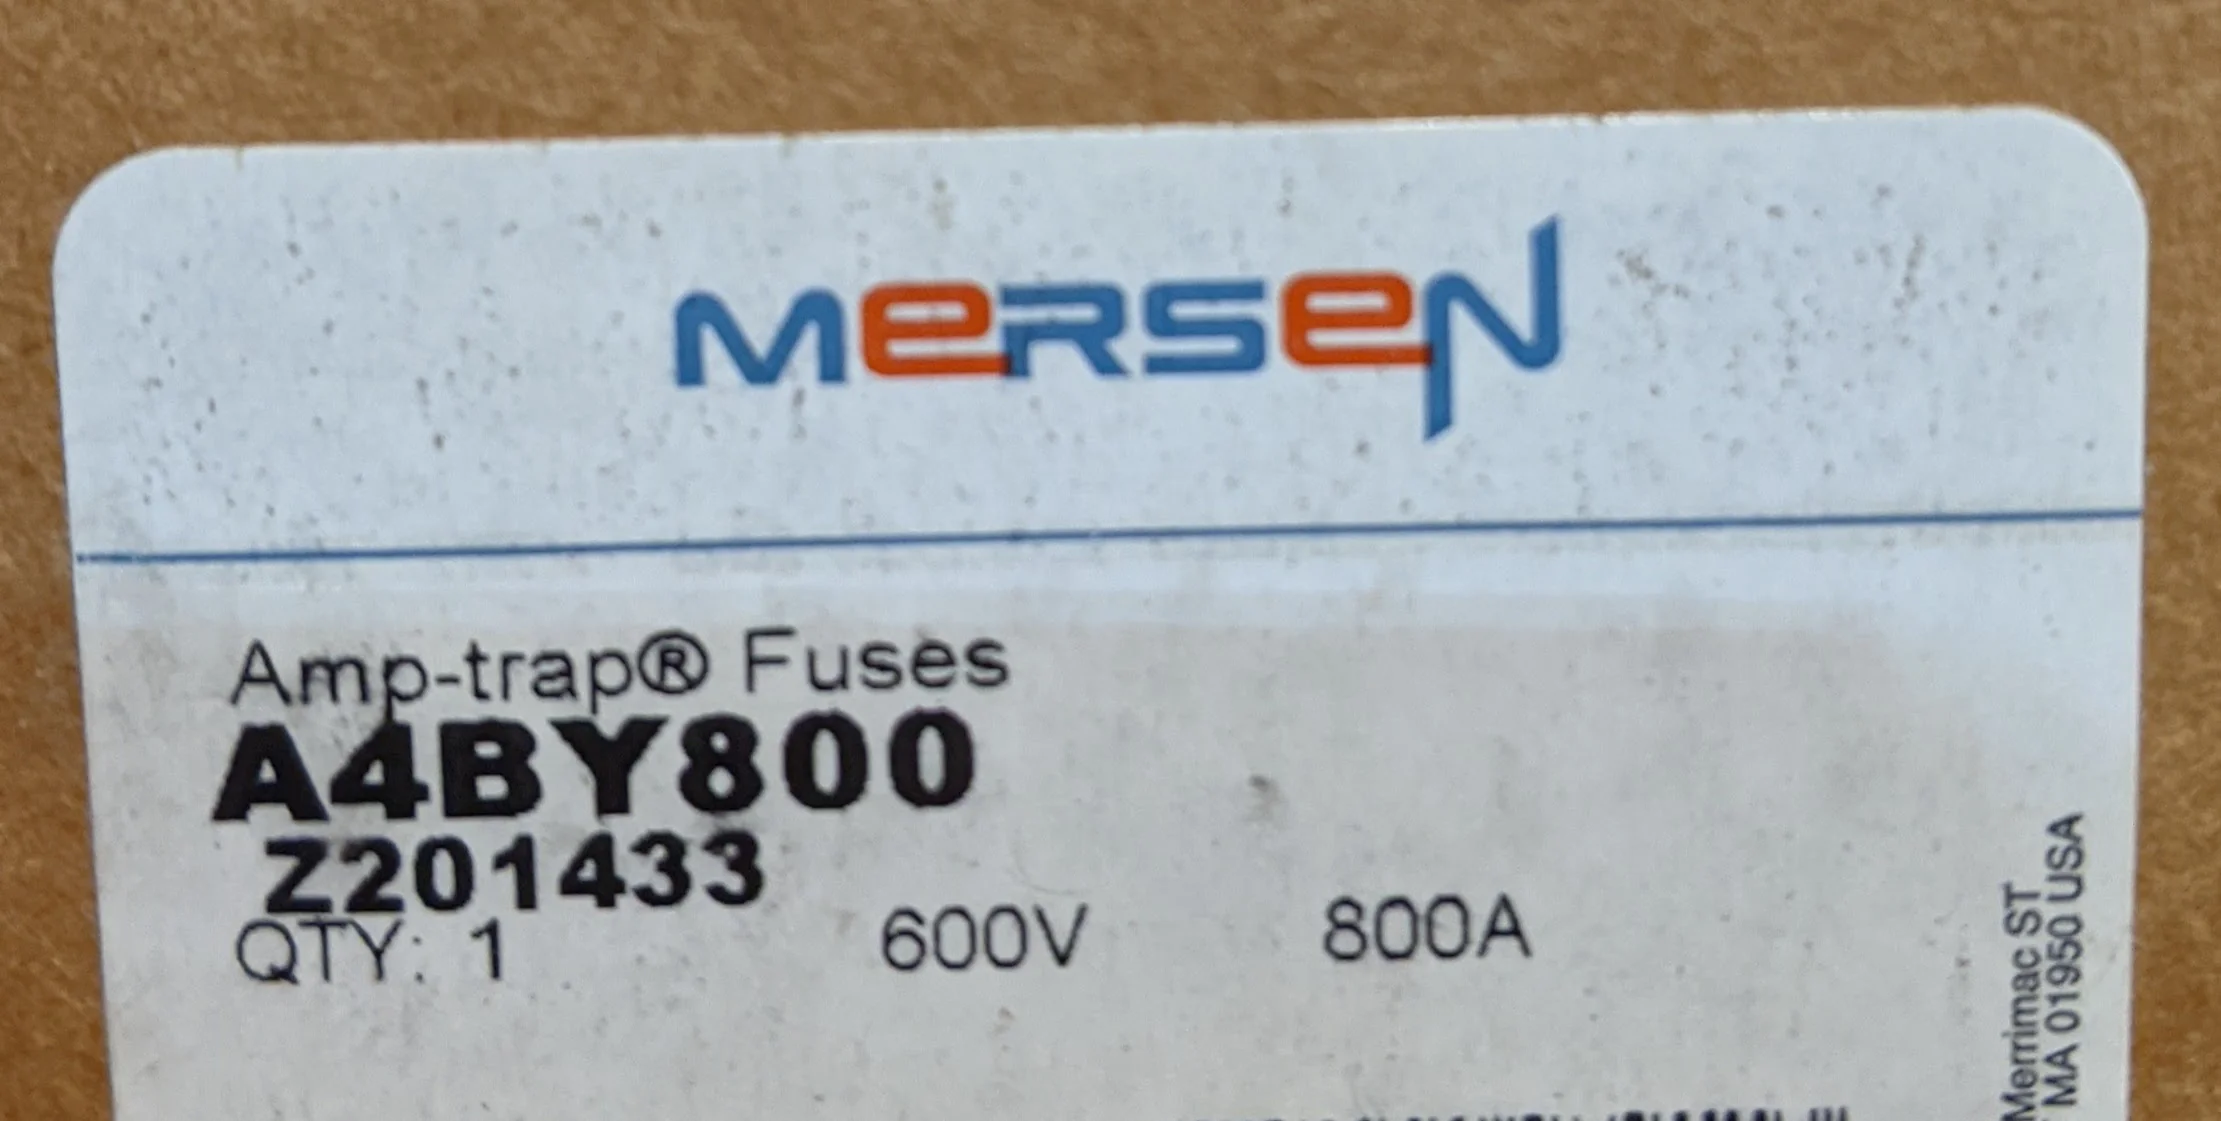 MERSEN
Amp-trap® Fuses
A4BY800
Z201433
QTY: 1 600V 800A
Merrimac ST
MA 01950 USA